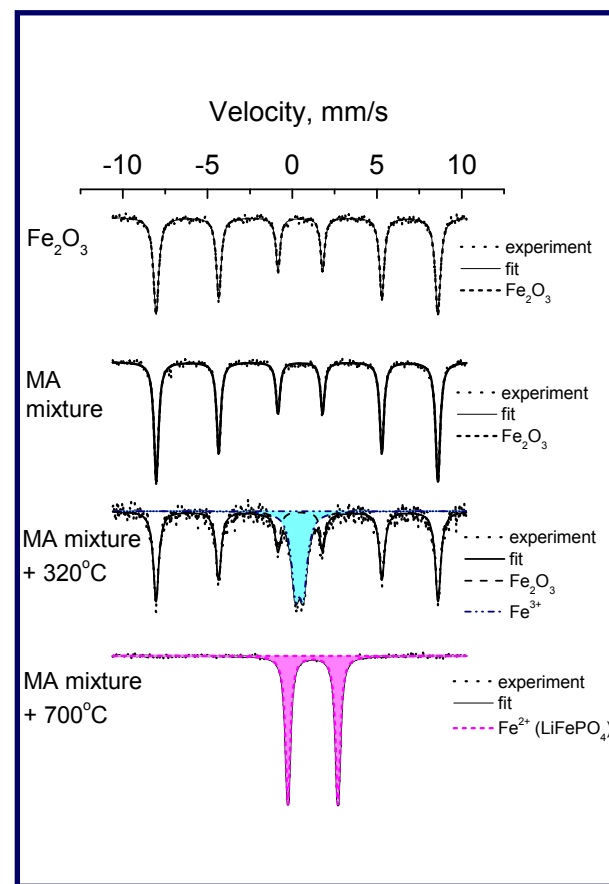 Velocity, mm/s
-10 -5 0 5 10
Fe₂O₃
experiment
fit
Fe₂O₃
MA
mixture
experiment
fit
Fe₂O₃
MA mixture
+ 320°C
experiment
fit
Fe₂O₃
Fe³⁺
MA mixture
+ 700°C
experiment
fit
Fe²⁺ (LiFePO₄)